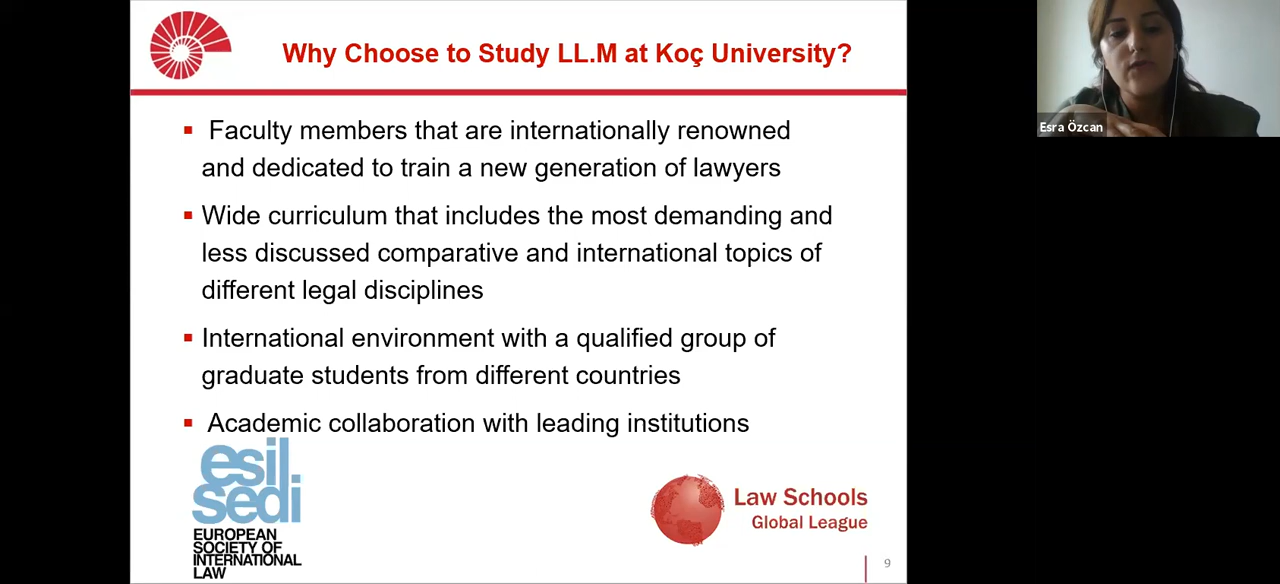 Why Choose to Study LL.M at Koç University?
▪ Faculty members that are internationally renowned
and dedicated to train a new generation of lawyers
▪ Wide curriculum that includes the most demanding and
less discussed comparative and international topics of
different legal disciplines
▪ International environment with a qualified group of
graduate students from different countries
▪ Academic collaboration with leading institutions
esil
sedi
EUROPEAN
SOCIETY OF
INTERNATIONAL
LAW
Law Schools
Global League
9
Esra Özcan